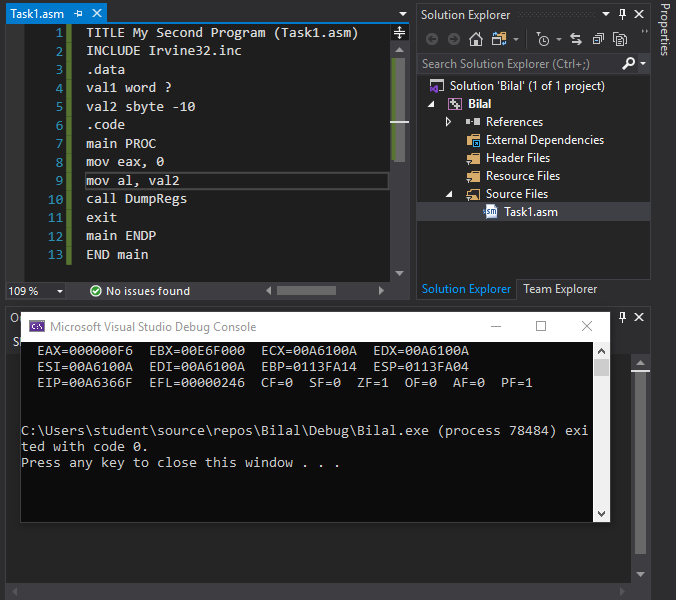 Task1.asm
1 TITLE My Second Program (Task1.asm)
2 INCLUDE Irvine32.inc
3 .data
4 val1 word ?
5 val2 sbyte -10
6 .code
7 main PROC
8 mov eax, 0
9 mov al, val2
10 call DumpRegs
11 exit
12 main ENDP
13 END main
109 % No issues found
Solution Explorer
Search Solution Explorer (Ctrl+;)
Solution 'Bilal' (1 of 1 project)
Bilal
References
External Dependencies
Header Files
Resource Files
Source Files
Task1.asm
Solution Explorer Team Explorer
Properties
Microsoft Visual Studio Debug Console
EAX=000000F6 EBX=00E6F000 ECX=00A6100A EDX=00A6100A
ESI=00A6100A EDI=00A6100A EBP=0113FA14 ESP=0113FA04
EIP=00A6366F EFL=00000246 CF=0 SF=0 ZF=1 OF=0 AF=0 PF=1
C:\Users\student\source\repos\Bilal\Debug\Bilal.exe (process 78484) exi
ted with code 0.
Press any key to close this window . . .